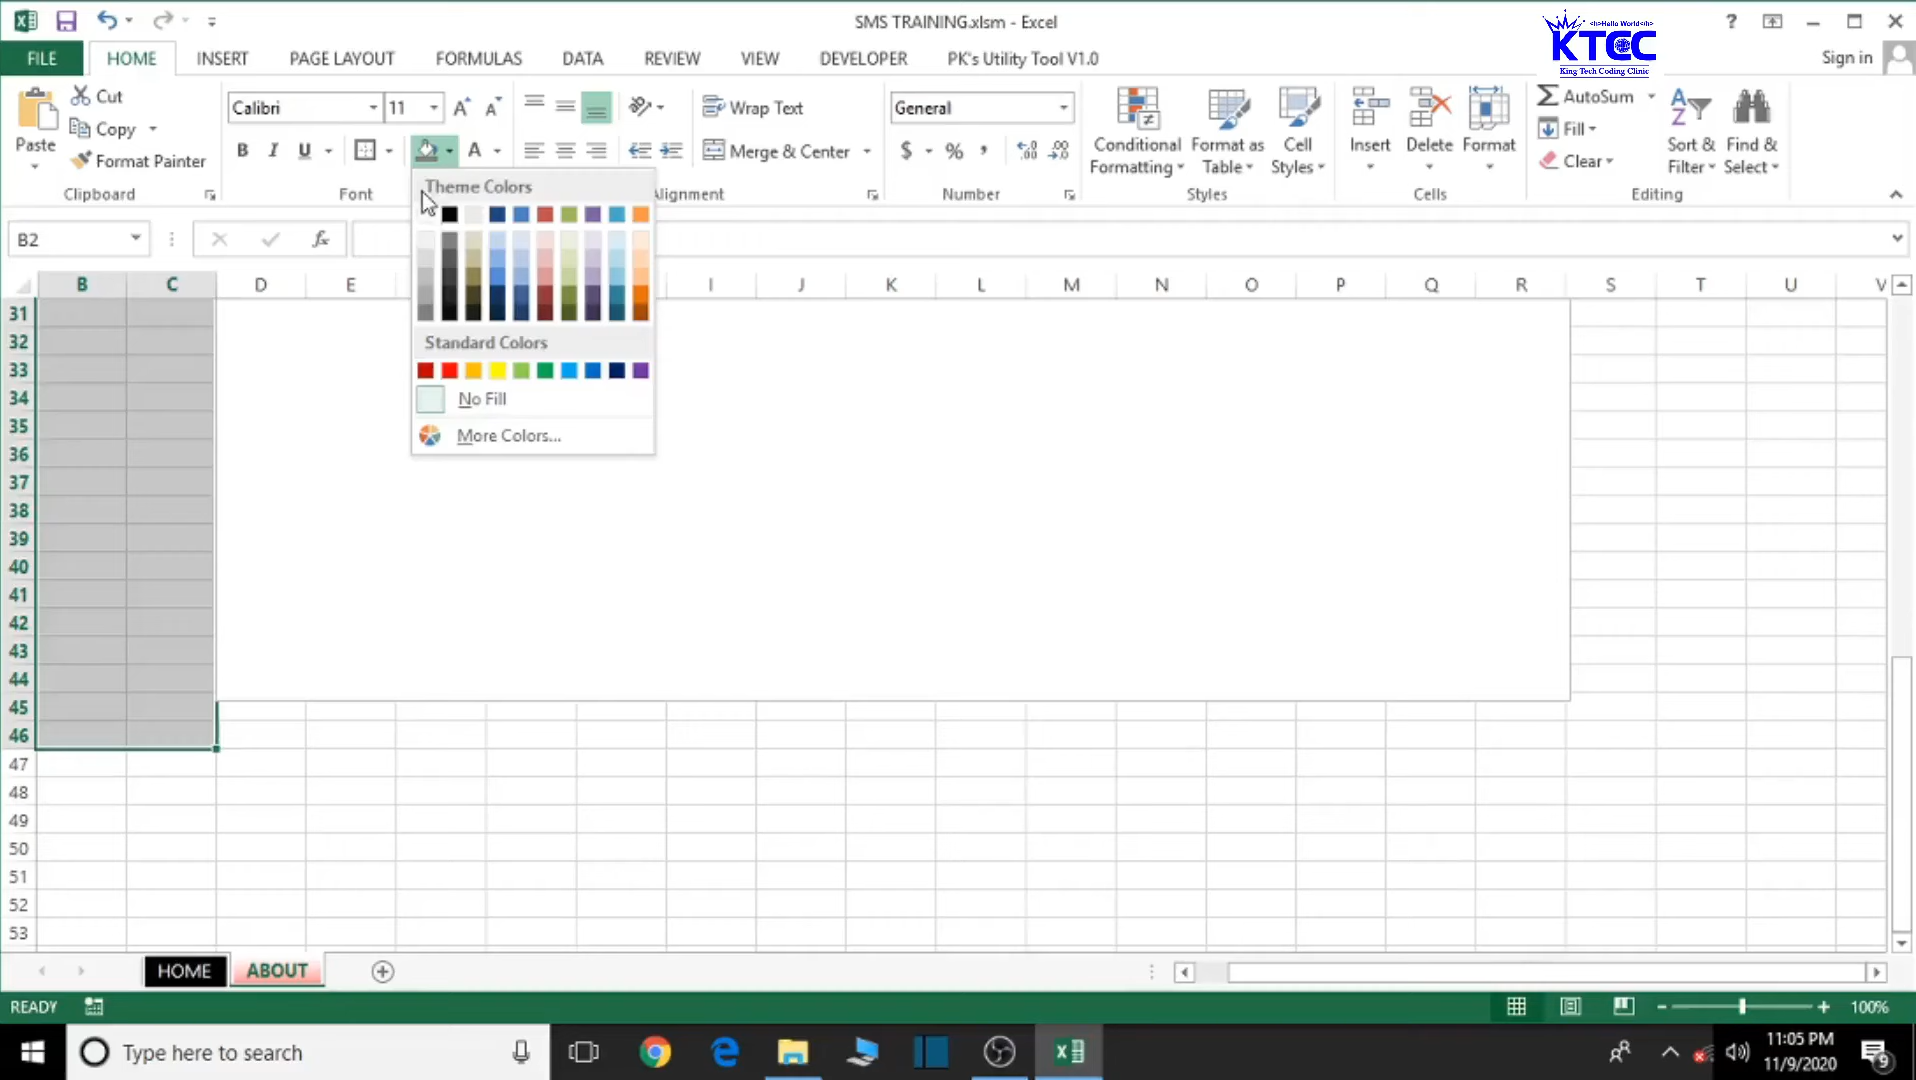 SMS TRAINING.xlsm - Excel
?
<h>Hello World</h>
KTCC
King Tech Coding Clinic
FILE HOME INSERT PAGE LAYOUT FORMULAS DATA REVIEW VIEW DEVELOPER PK's Utility Tool V1.0 Sign in
Paste
Cut
Copy
Format Painter
Clipboard
Calibri 11
B I U A
Font
Wrap Text
Merge & Center
Alignment
General
$ % ,
Number
Conditional Formatting
Format as Table
Cell Styles
Styles
Insert Delete Format
Cells
AutoSum
Fill
Clear
Sort & Filter
Find & Select
Editing
Theme Colors
Standard Colors
No Fill
More Colors...
B2 fx
B C D E I J K L M N O P Q R S T U V
31
32
33
34
35
36
37
38
39
40
41
42
43
44
45
46
47
48
49
50
51
52
53
HOME ABOUT
READY 100%
Type here to search
11:05 PM
11/9/2020
9